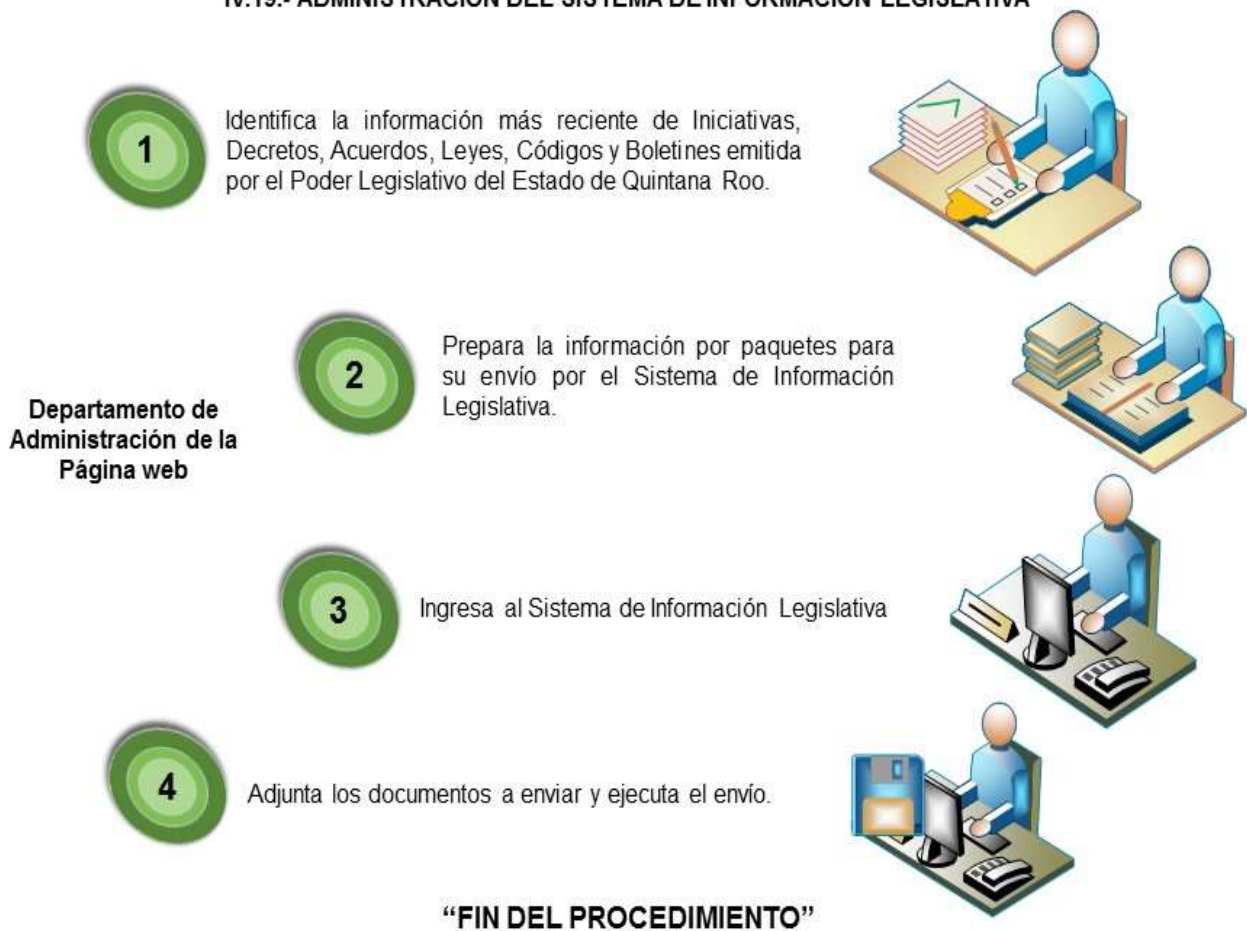 IV.19.- ADMINISTRACIÓN DEL SISTEMA DE INFORMACIÓN LEGISLATIVA
1
Identifica la información más reciente de Iniciativas,
Decretos, Acuerdos, Leyes, Códigos y Boletines emitida
por el Poder Legislativo del Estado de Quintana Roo.
2
Prepara la información por paquetes para
su envío por el Sistema de Información
Legislativa.
Departamento de
Administración de la
Página web
3
Ingresa al Sistema de Información Legislativa
4
Adjunta los documentos a enviar y ejecuta el envío.
“FIN DEL PROCEDIMIENTO”